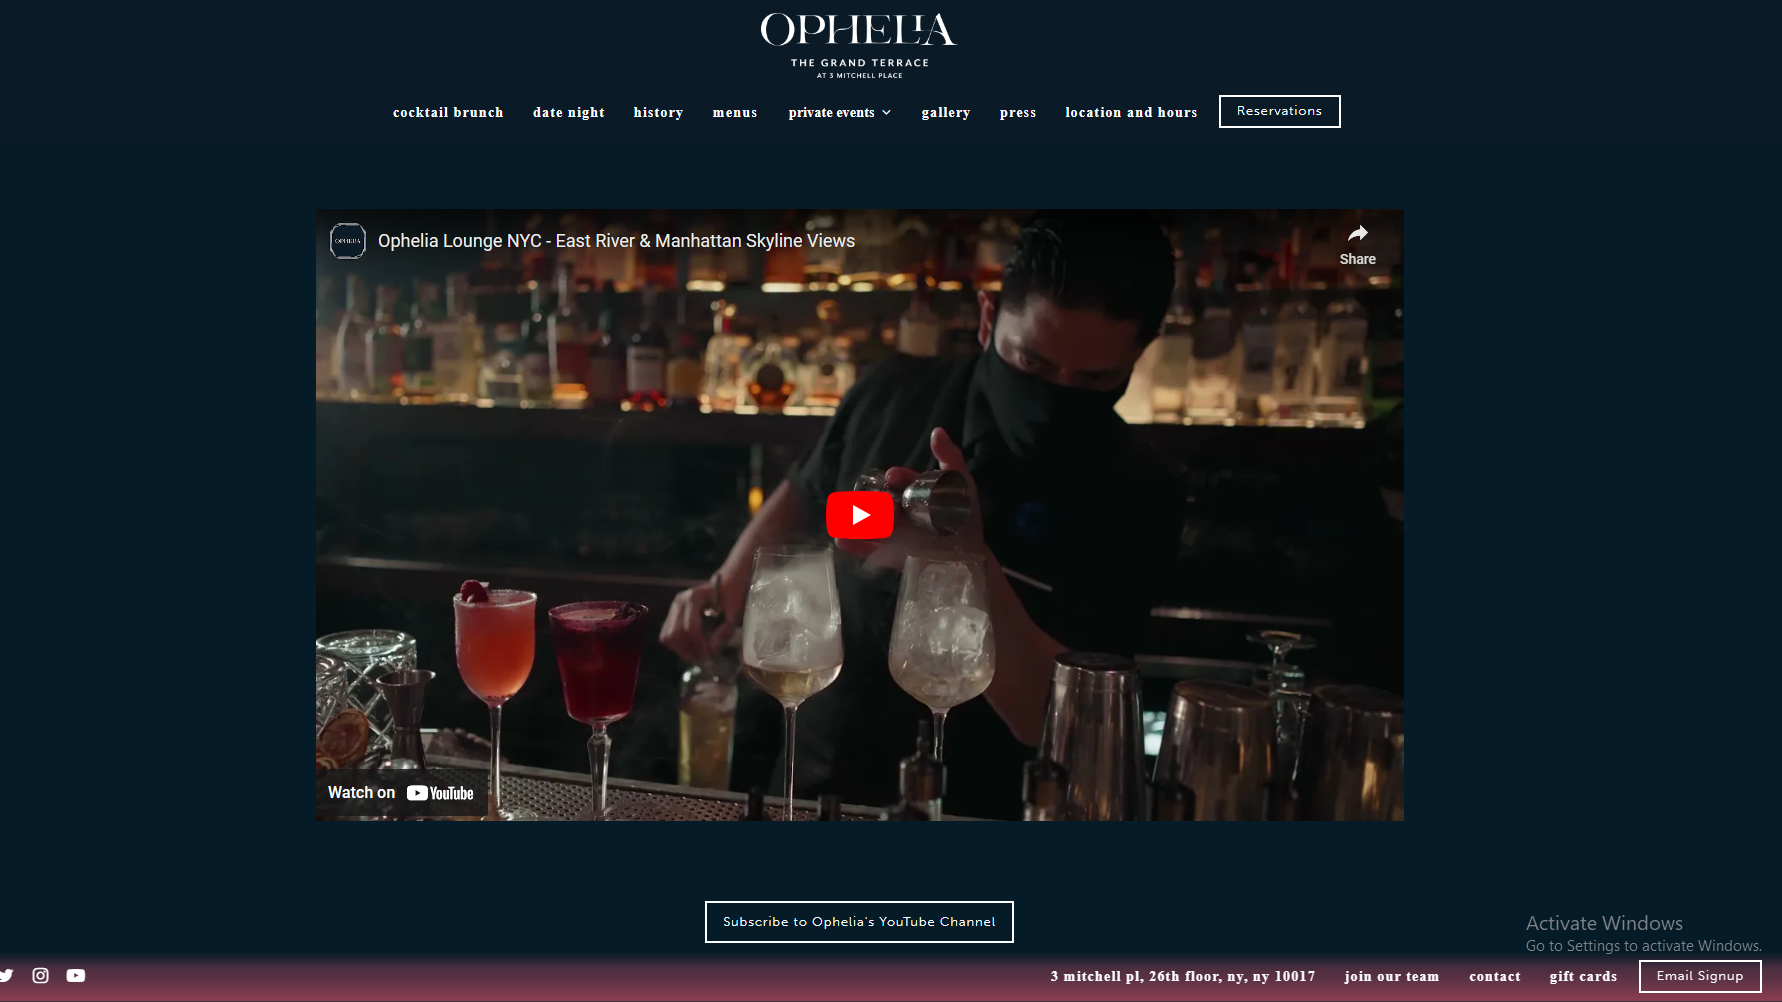 OPHELIA
THE GRAND TERRACE
AT 3 MITCHELL PLACE
cocktail brunch date night history menus private events gallery press location and hours Reservations
OPHELIA Ophelia Lounge NYC - East River & Manhattan Skyline Views
Share
Watch on YouTube
Subscribe to Ophelia's YouTube Channel
Activate Windows
Go to Settings to activate Windows.
3 mitchell pl, 26th floor, ny, ny 10017 join our team contact gift cards Email Signup